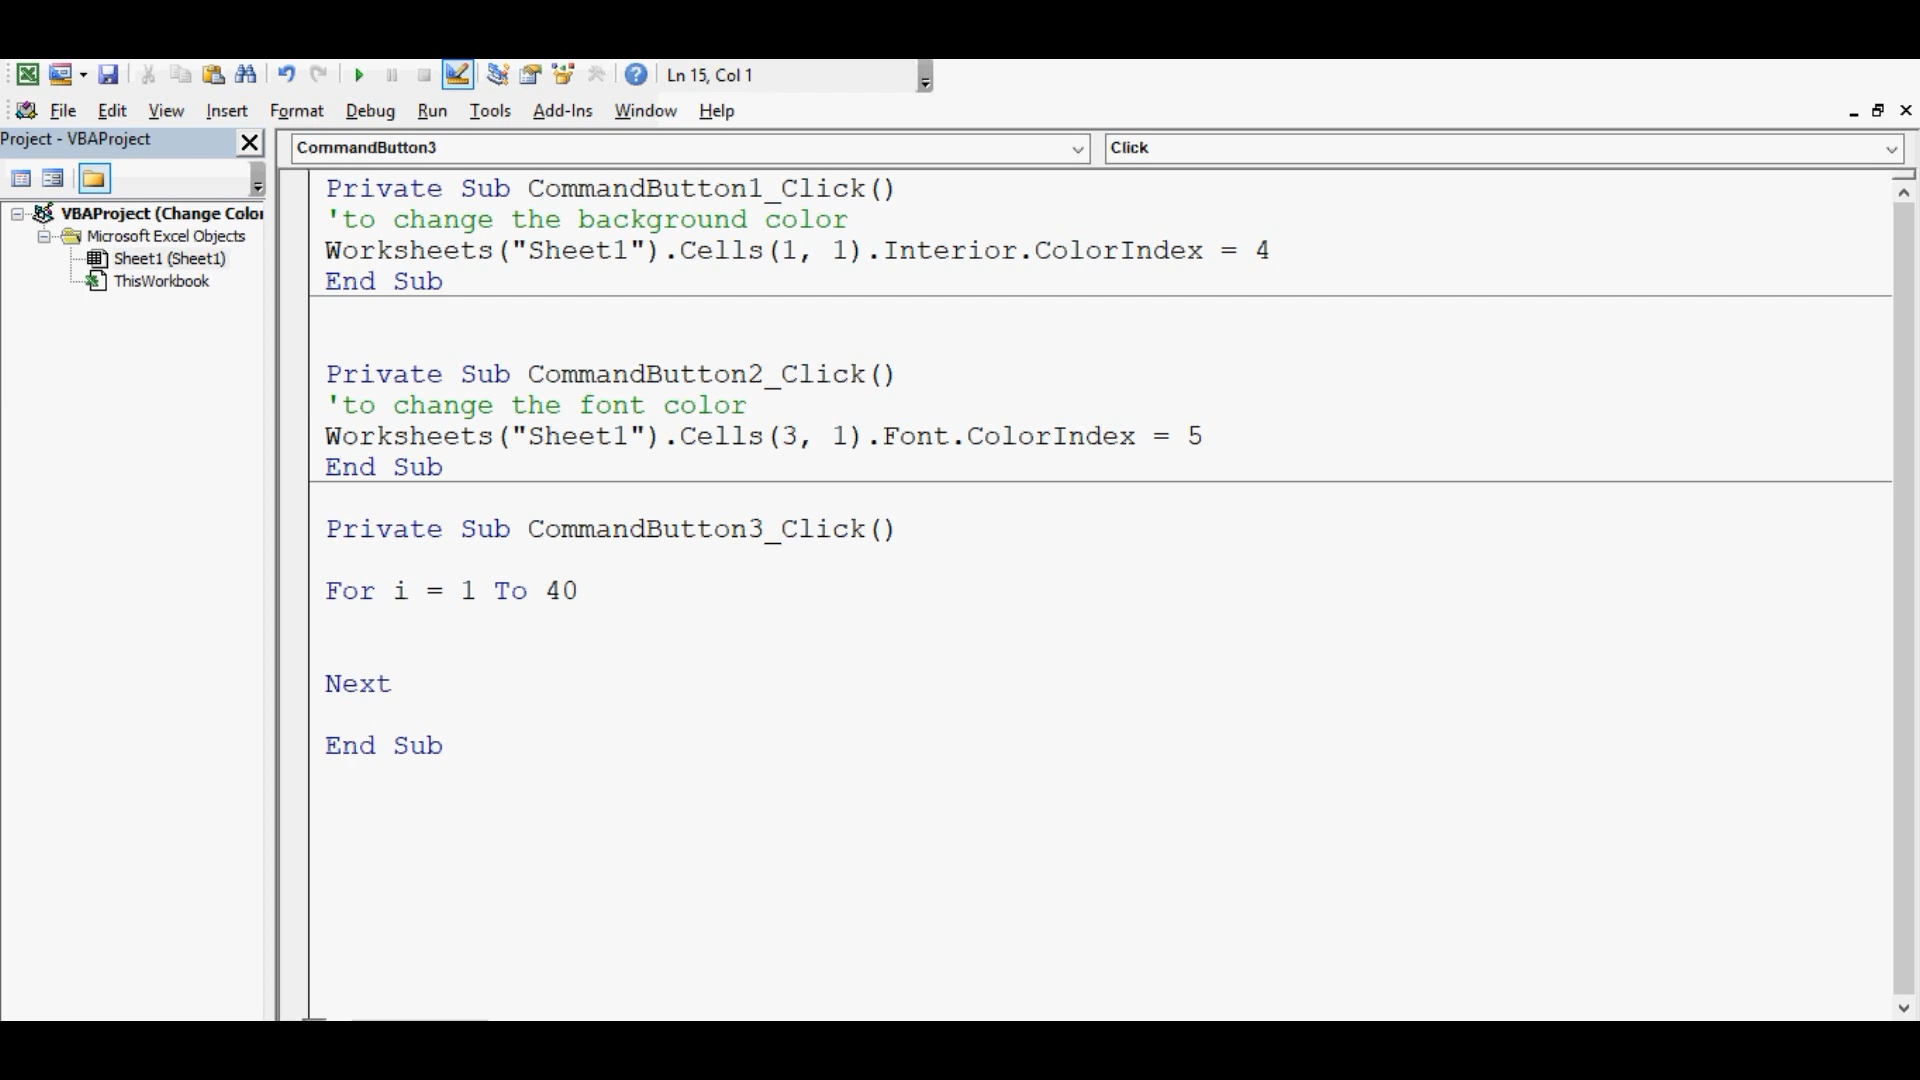 Ln 15, Col 1
File Edit View Insert Format Debug Run Tools Add-Ins Window Help
Project - VBAProject
CommandButton3 Click
VBAProject (Change Color
Microsoft Excel Objects
Sheet1 (Sheet1)
ThisWorkbook
Private Sub CommandButton1_Click()
'to change the background color
Worksheets("Sheet1").Cells(1, 1).Interior.ColorIndex = 4
End Sub
Private Sub CommandButton2_Click()
'to change the font color
Worksheets("Sheet1").Cells(3, 1).Font.ColorIndex = 5
End Sub
Private Sub CommandButton3_Click()
For i = 1 To 40
Next
End Sub